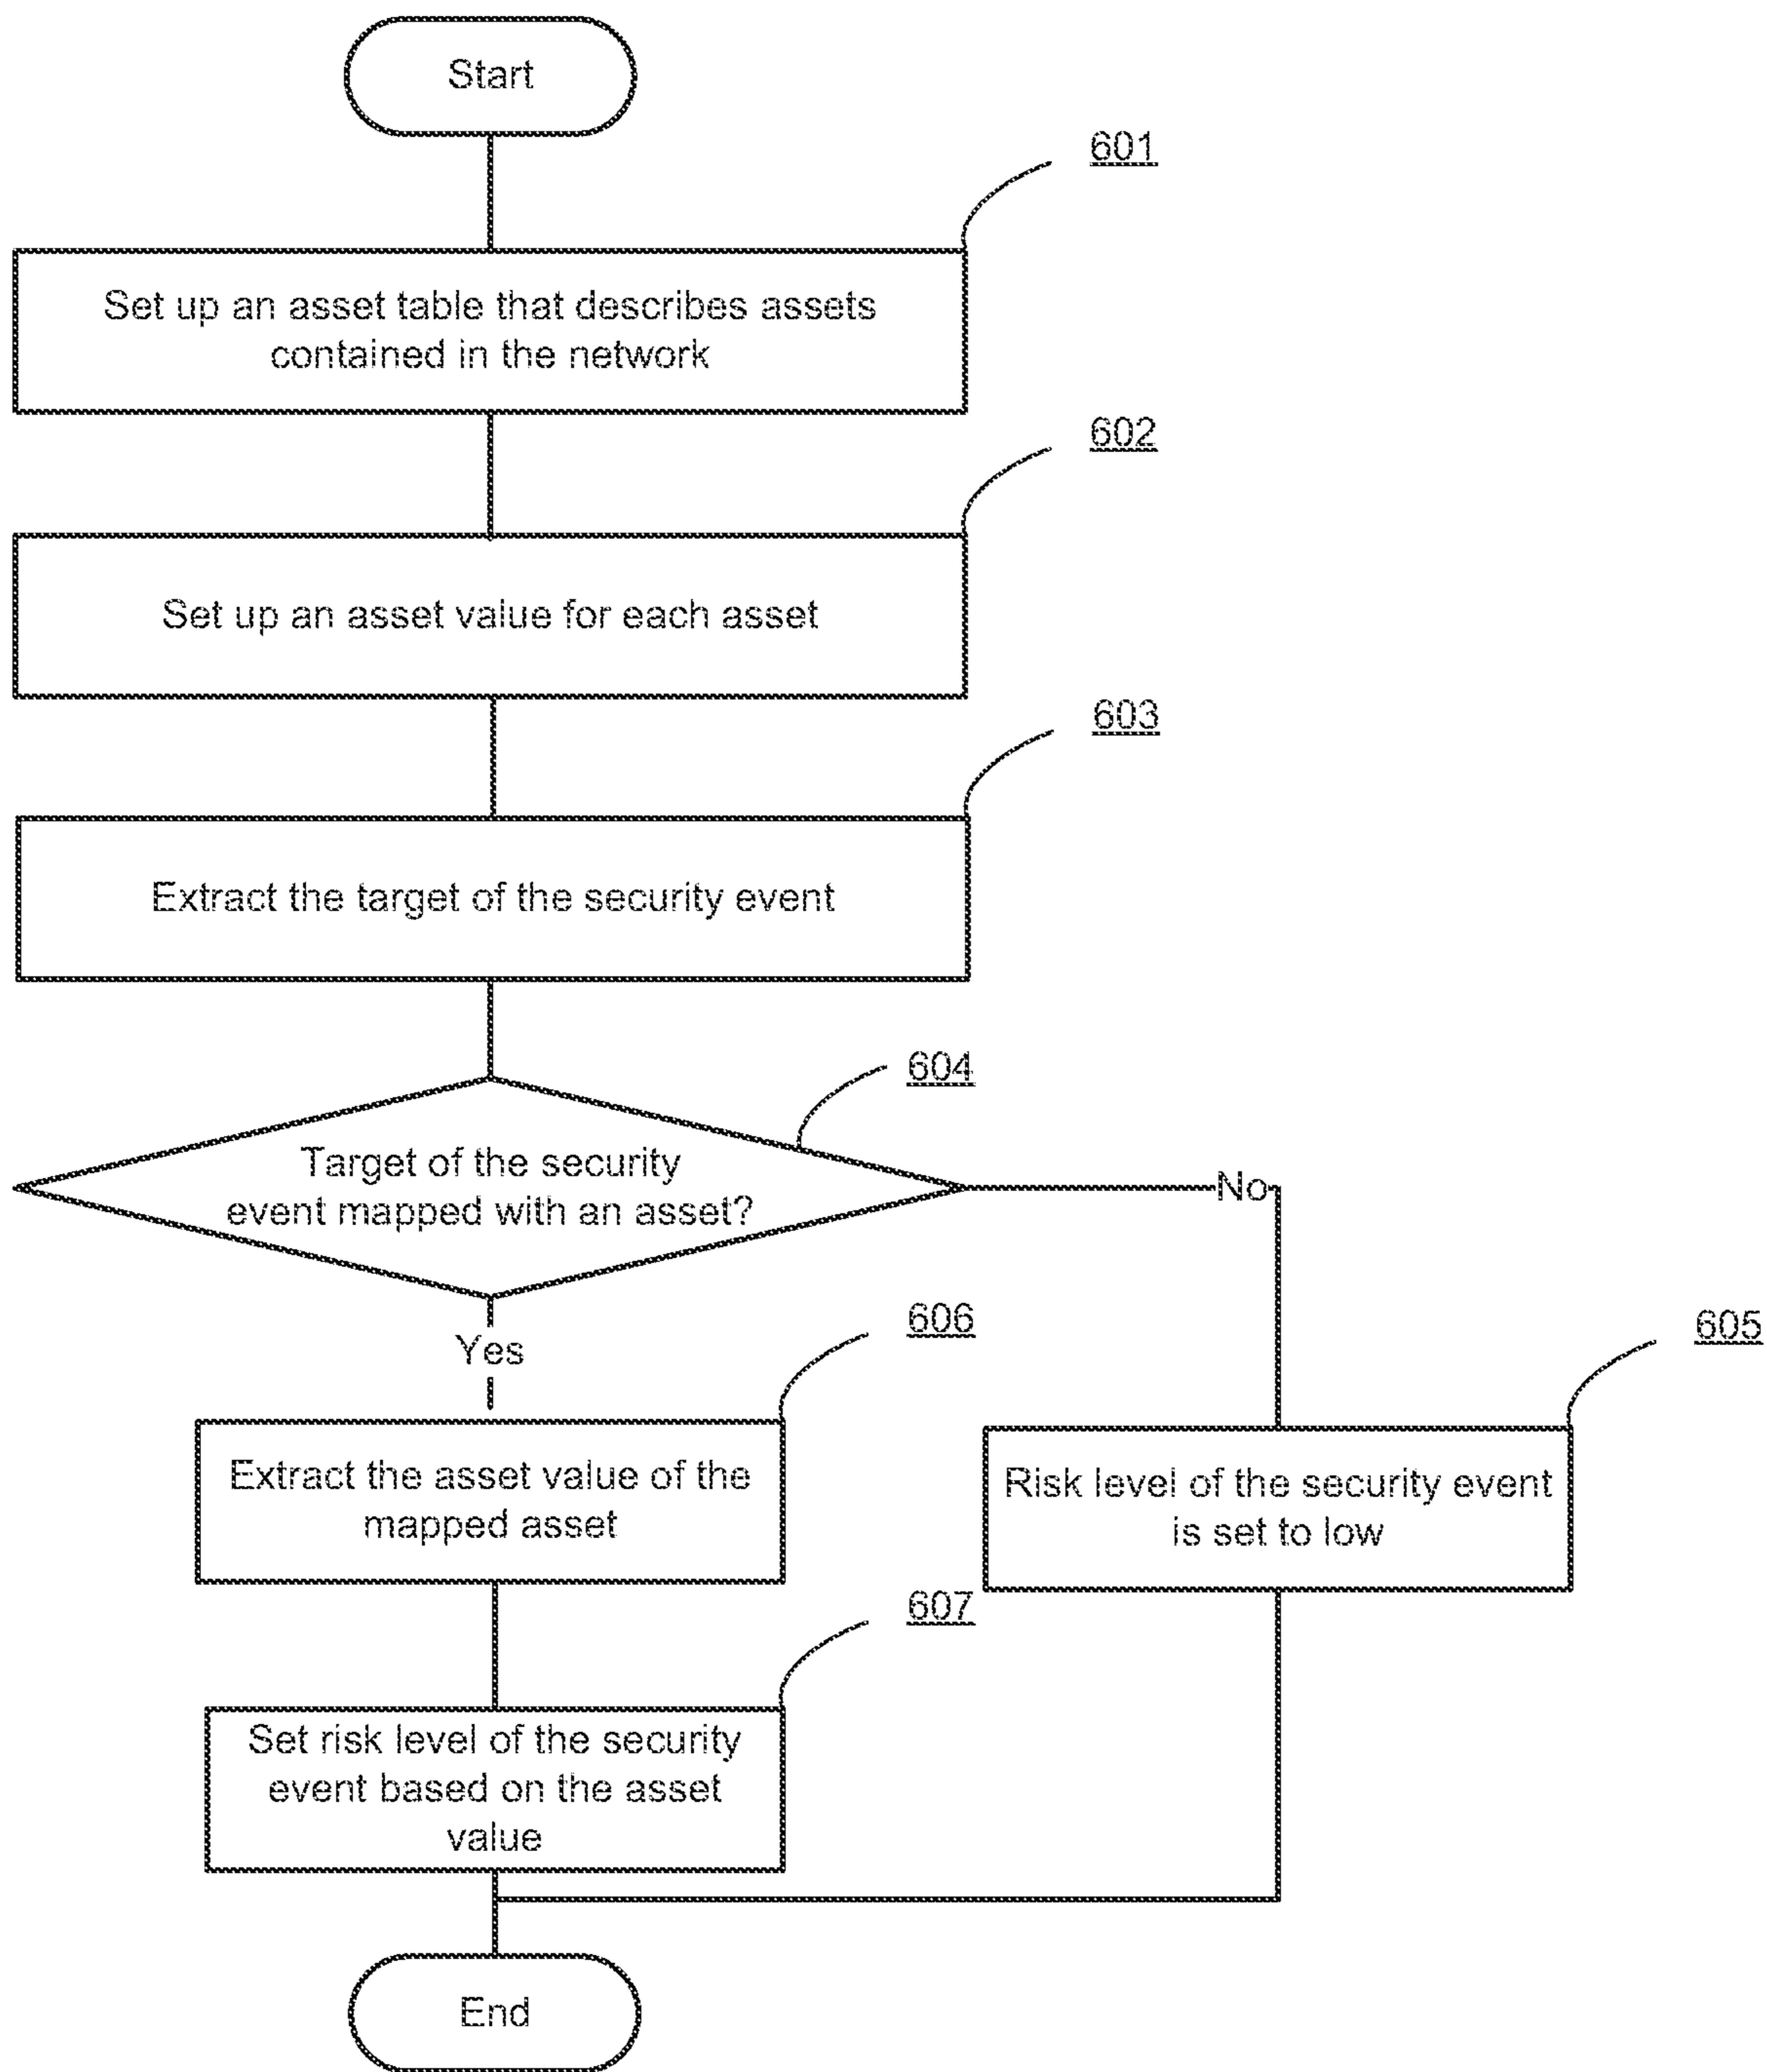 Start
601
Set up an asset table that describes assets
contained in the network
602
Set up an asset value for each asset
603
Extract the target of the security event
604
Target of the security
event mapped with an asset?
No
Yes
606
605
Extract the asset value of the
mapped asset
Risk level of the security event
is set to low
607
Set risk level of the security
event based on the asset
value
End